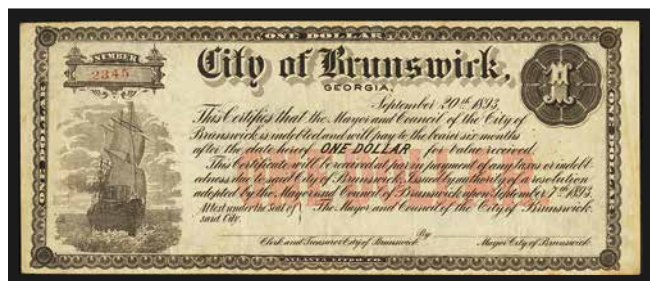 ONE DOLLAR
NUMBER
2345
City of Brunswick,
GEORGIA,
September 20th 1893.
This Certifies that the Mayor and Council of the City of
Brunswick is indebted and will pay to the bearer six months
after the date hereof ONE DOLLAR for value received.
This Certificate will be received at par in payment of any taxes or indebt-
edness due to said City of Brunswick. Issued by authority of a resolution
adopted by the Mayor and Council of Brunswick upon September 7th 1893.
Attest under the Seal of The Mayor and Council of the City of Brunswick.
said City.
By
Clerk and Treasurer City of Brunswick
Mayor City of Brunswick
ONE DOLLAR
ONE DOLLAR
ATLANTA LITHO. CO.